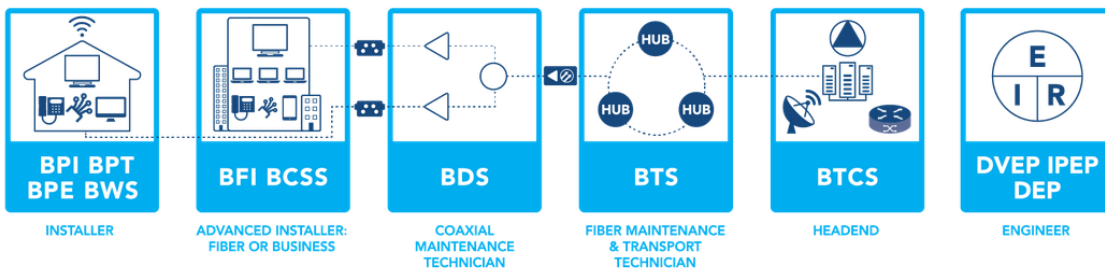 BPI BPT
BPE BWS
INSTALLER
BFI BCSS
ADVANCED INSTALLER:
FIBER OR BUSINESS
BDS
COAXIAL
MAINTENANCE
TECHNICIAN
HUB
HUB
HUB
BTS
FIBER MAINTENANCE
& TRANSPORT
TECHNICIAN
BTCS
HEADEND
E
I R
DVEP IPEP
DEP
ENGINEER